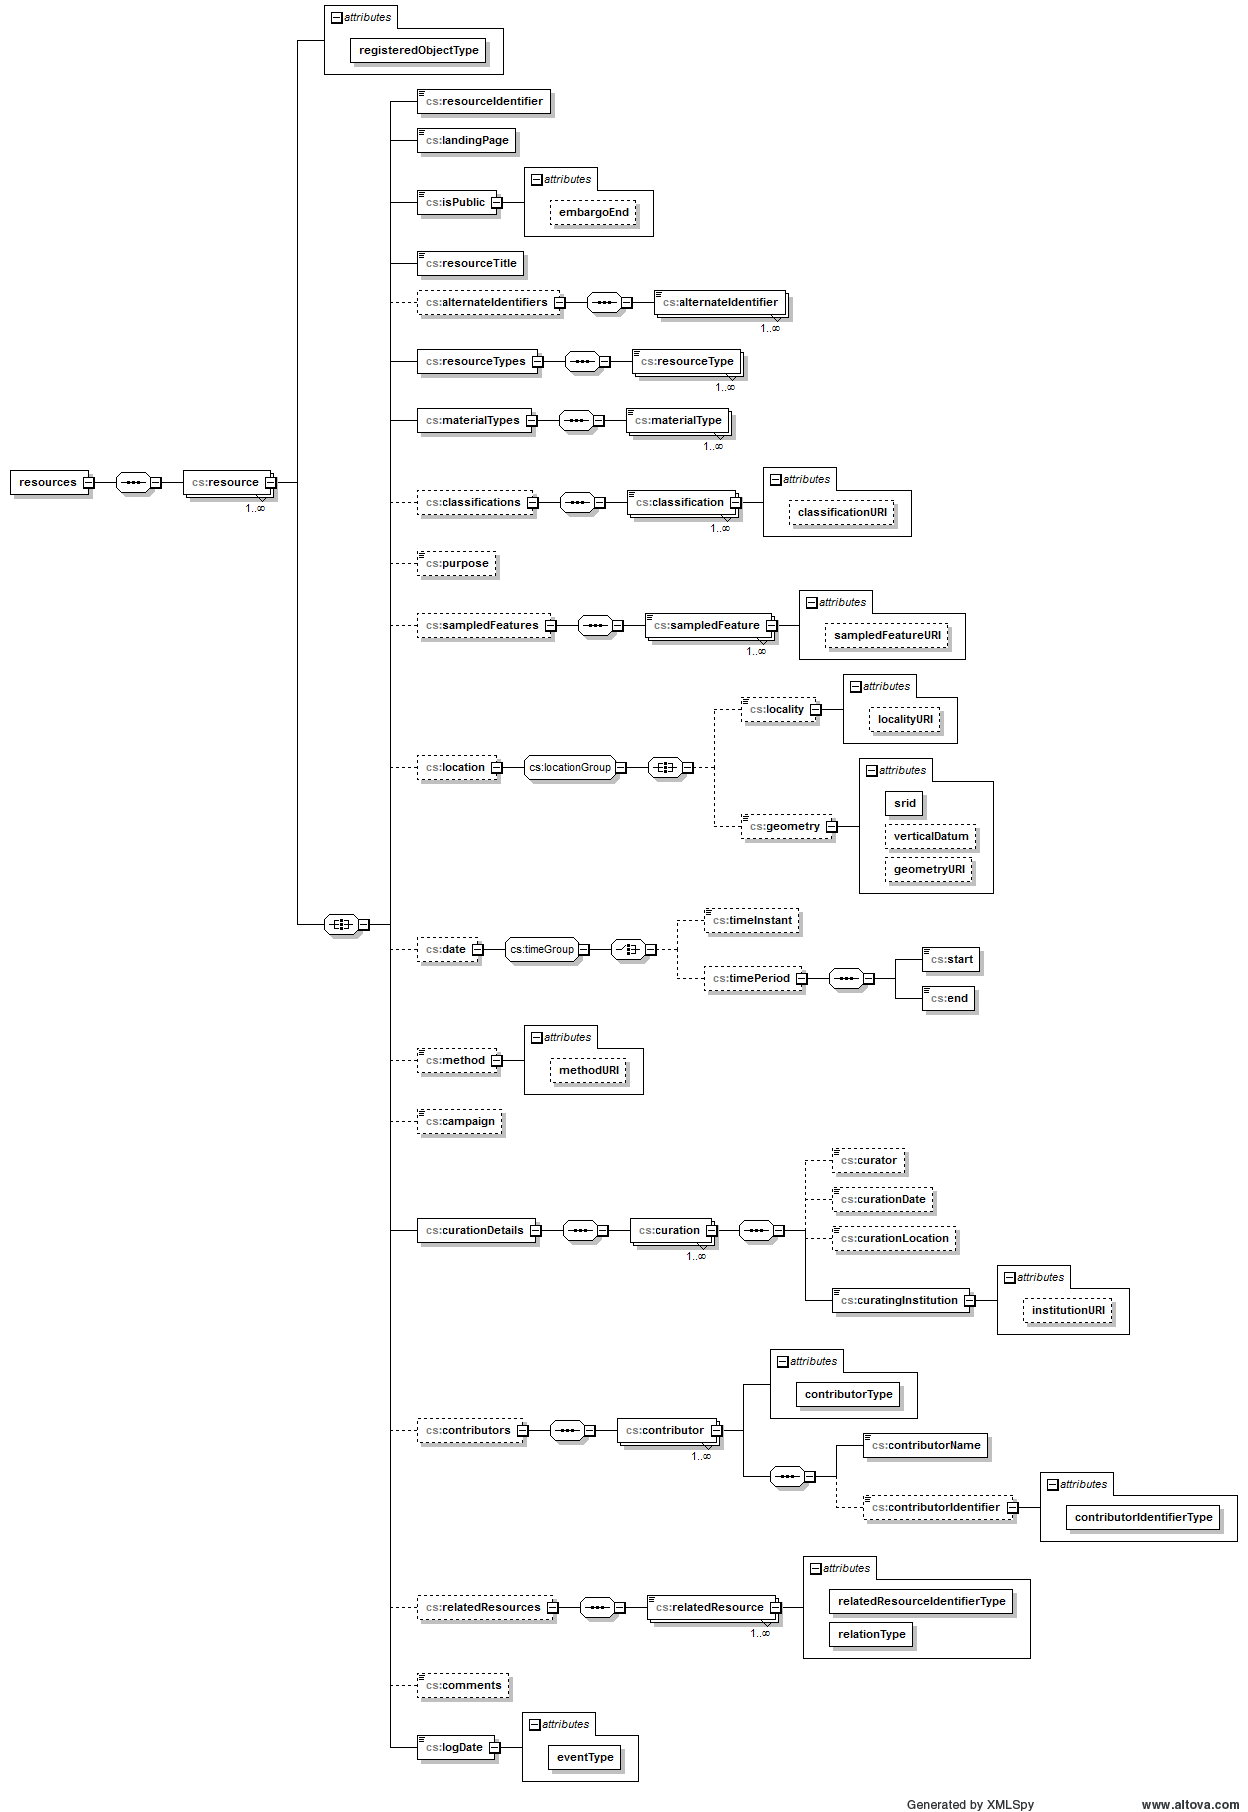 attributes
registeredObjectType
cs:resourceIdentifier
cs:landingPage
attributes
cs:isPublic
embargoEnd
cs:resourceTitle
cs:alternateIdentifiers
cs:alternateIdentifier
1..∞
cs:resourceTypes
cs:resourceType
1..∞
cs:materialTypes
cs:materialType
1..∞
resources
cs:resource
1..∞
attributes
cs:classifications
cs:classification
classificationURI
1..∞
cs:purpose
attributes
cs:sampledFeatures
cs:sampledFeature
sampledFeatureURI
1..∞
attributes
cs:locality
localityURI
cs:location
cs:locationGroup
attributes
srid
cs:geometry
verticalDatum
geometryURI
cs:timeInstant
cs:date
cs:timeGroup
cs:start
cs:timePeriod
cs:end
attributes
cs:method
methodURI
cs:campaign
cs:curator
cs:curationDate
cs:curationDetails
cs:curation
1..∞
cs:curationLocation
attributes
cs:curatingInstitution
institutionURI
attributes
contributorType
cs:contributors
cs:contributor
1..∞
cs:contributorName
attributes
cs:contributorIdentifier
contributorIdentifierType
attributes
cs:relatedResources
cs:relatedResource
1..∞
relatedResourceIdentifierType
relationType
cs:comments
attributes
cs:logDate
eventType
Generated by XMLSpy
www.altova.com